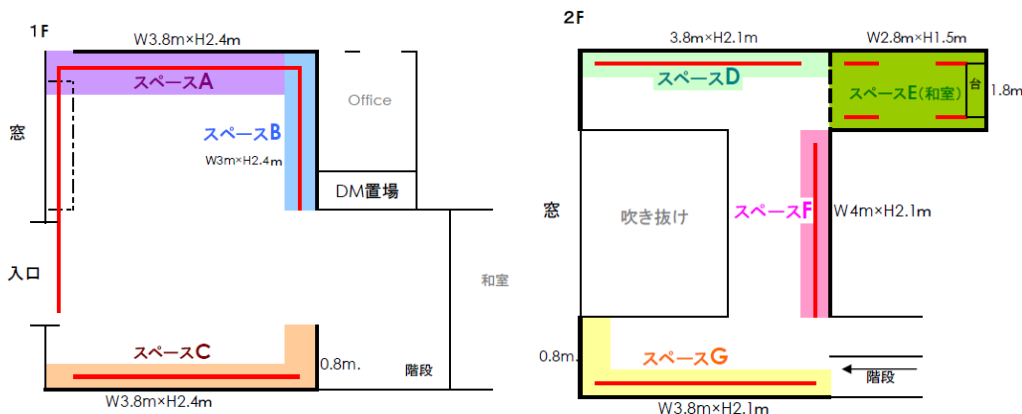 1F
W3.8m×H2.4m
スペースA
窓
スペースB
W3m×H2.4m
Office
DM置場
入口
和室
スペースC
0.8m.
階段
W3.8m×H2.4m
2F
3.8m×H2.1m
W2.8m×H1.5m
スペースD
スペースE(和室)
台
1.8m
窓
吹き抜け
スペースF
W4m×H2.1m
0.8m.
スペースG
階段
W3.8m×H2.1m